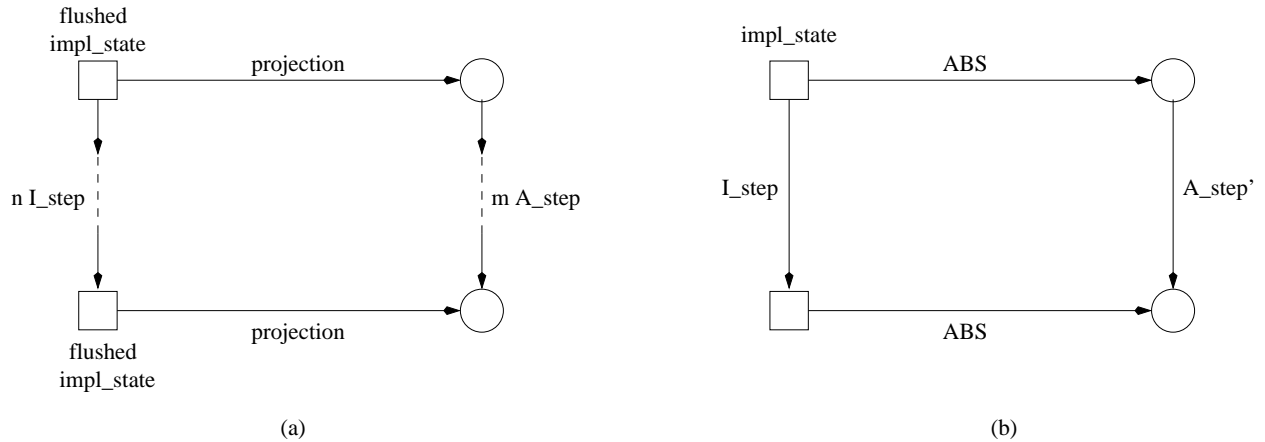 flushed
impl_state
projection
n I_step
m A_step
projection
flushed
impl_state
(a)
impl_state
ABS
I_step
A_step’
ABS
(b)